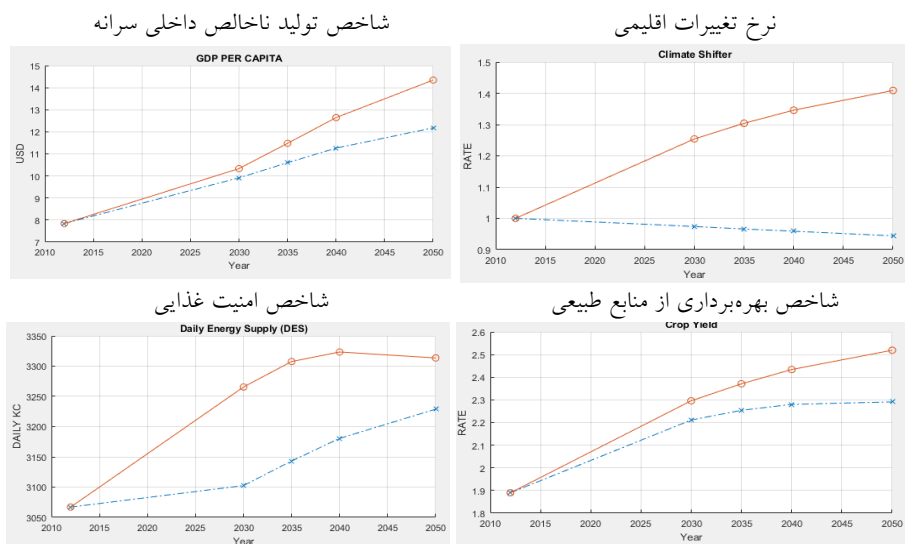 شاخص تولید ناخالص داخلی سرانه
GDP PER CAPITA
15
14
13
12
11
10
9
8
7
USD
2010 2015 2020 2025 2030 2035 2040 2045 2050
Year
نرخ تغییرات اقلیمی
Climate Shifter
1.5
1.4
1.3
1.2
1.1
1
0.9
RATE
2010 2015 2020 2025 2030 2035 2040 2045 2050
Year
شاخص امنیت غذایی
Daily Energy Supply (DES)
3350
3300
3250
3200
3150
3100
3050
DAILY KC
2010 2015 2020 2025 2030 2035 2040 2045 2050
Year
شاخص بهره‌برداری از منابع طبیعی
Crop Yield
2.6
2.5
2.4
2.3
2.2
2.1
2
1.9
1.8
RATE
2010 2015 2020 2025 2030 2035 2040 2045 2050
Year